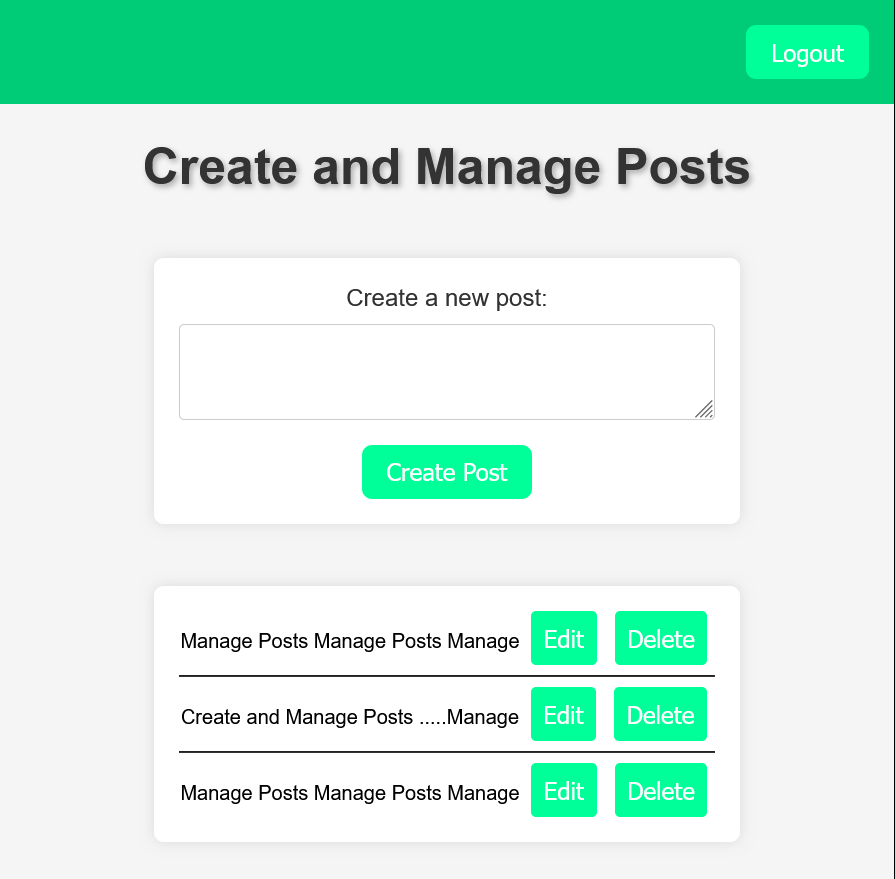 Logout
Create and Manage Posts
Create a new post:
Create Post
Manage Posts Manage Posts Manage Edit Delete
Create and Manage Posts .....Manage Edit Delete
Manage Posts Manage Posts Manage Edit Delete